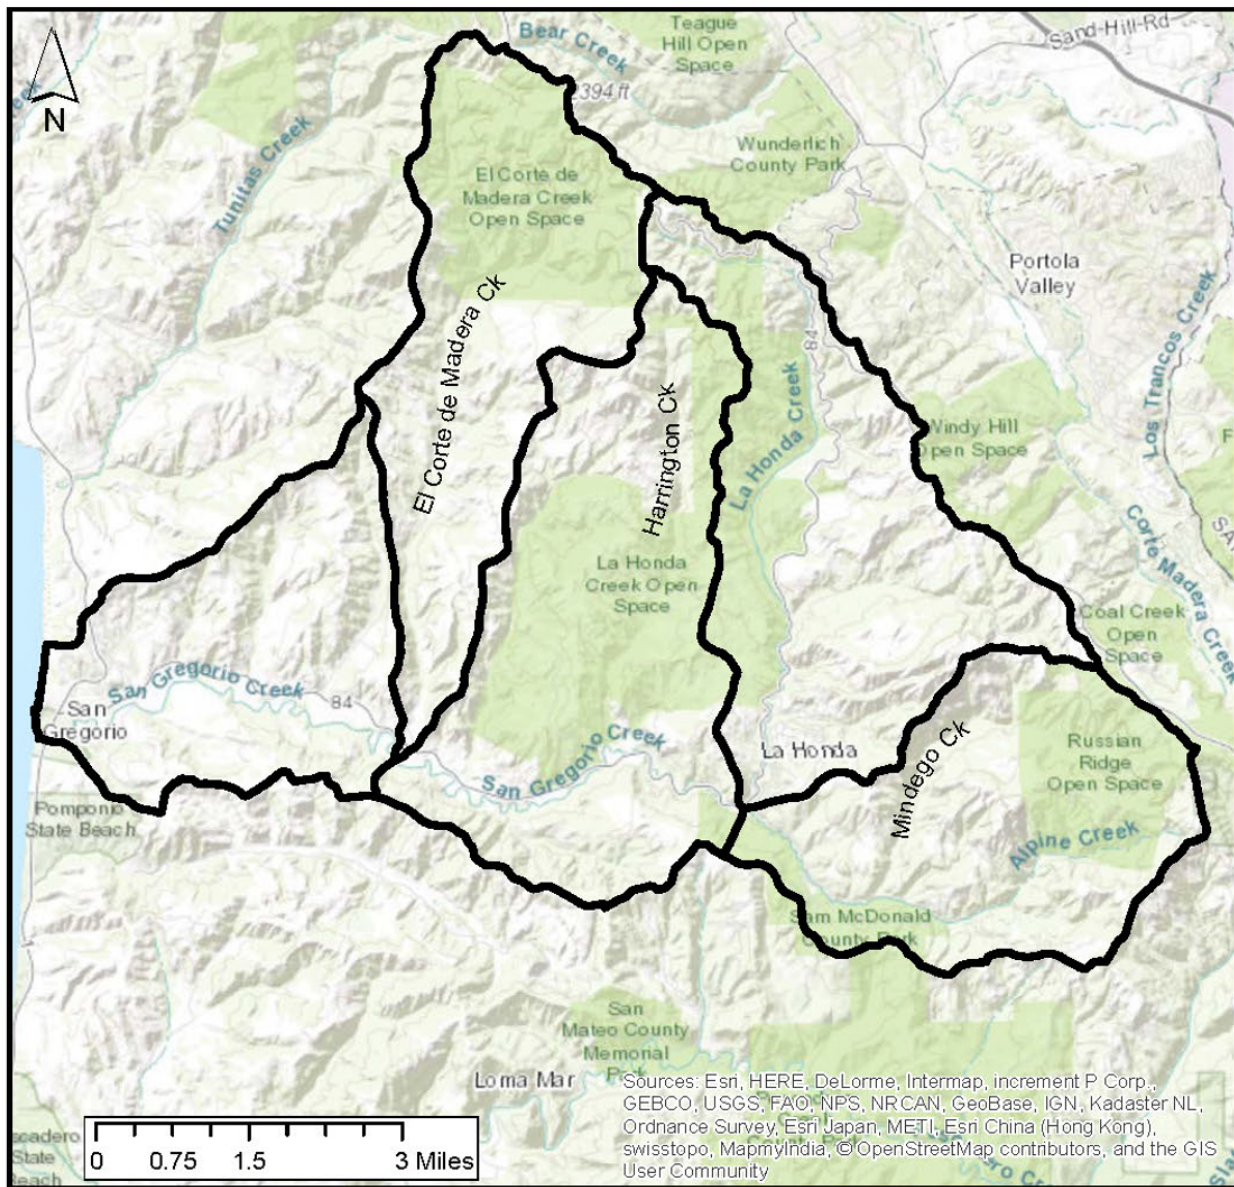 Teague
Hill Open
Space
Sand-Hill-Rd
Bear Creek
2394 ft
N
Tunitas Creek
Wunderlich
County Park
El Corte de
Madera Creek
Open Space
Portola
Valley
Los Trancos Creek
El Corte de Madera Ck
84
Harrington Ck
La Honda Creek
Windy Hill
Open Space
Corte Madera Creek
La Honda
Creek Open
Space
Coal Creek
Open
Space
San Gregorio Creek
84
San
Gregorio
San Gregorio Creek
La Honda
Mindego Ck
Russian
Ridge
Open Space
Alpine Creek
Pomponio
State Beach
Sam McDonald
County Park
San
Mateo County
Memorial
Park
Loma Mar
scadero
State
Beach
0 0.75 1.5 3 Miles
Sources: Esri, HERE, DeLorme, Intermap, increment P Corp.,
GEBCO, USGS, FAO, NPS, NRCAN, GeoBase, IGN, Kadaster NL,
Ordnance Survey, Esri Japan, METI, Esri China (Hong Kong),
swisstopo, MapmyIndia, © OpenStreetMap contributors, and the GIS
User Community